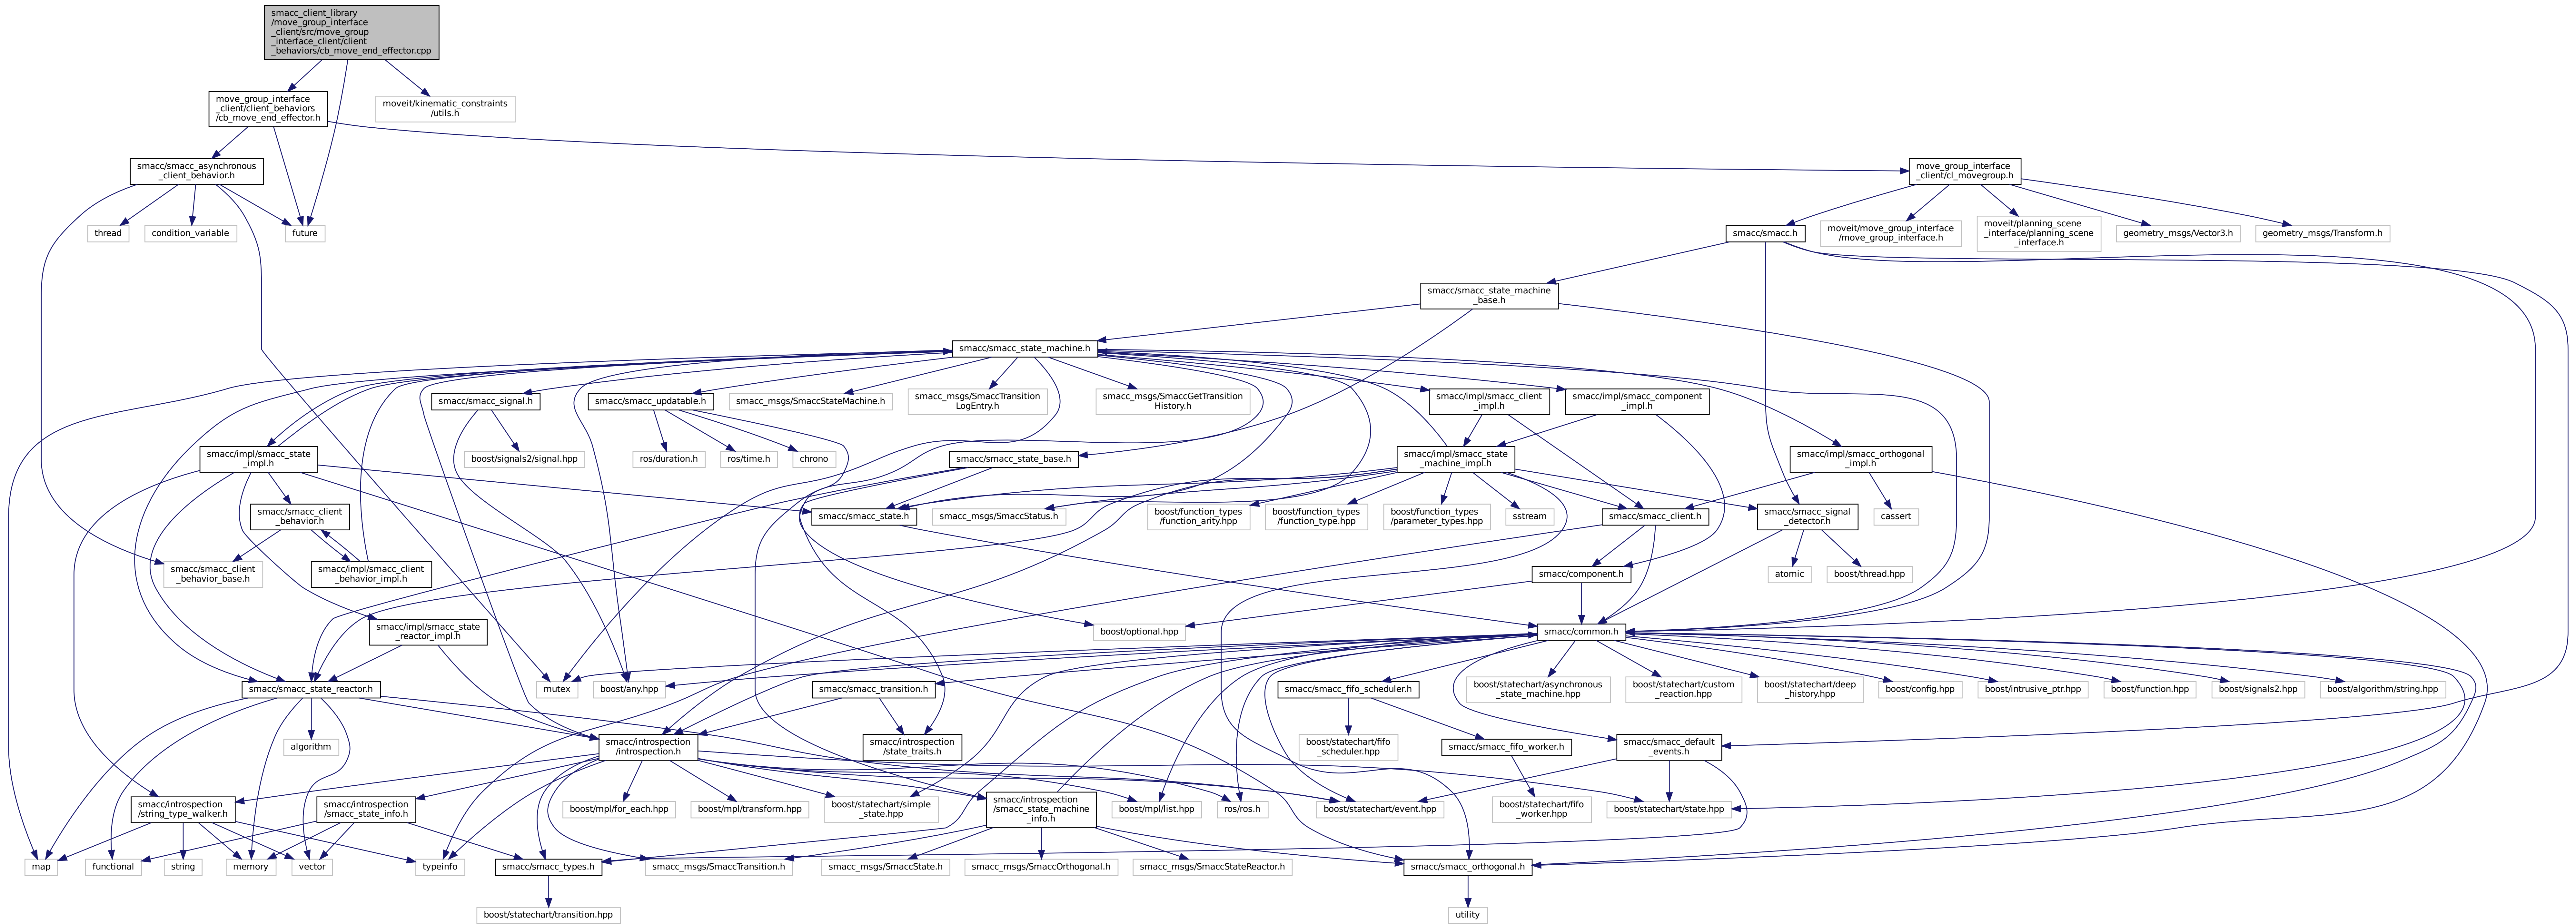 smacc_client_library
/move_group_interface
_client/src/move_group
_interface_client/client
_behaviors/cb_move_end_effector.cpp
move_group_interface
_client/client_behaviors
/cb_move_end_effector.h
moveit/kinematic_constraints
/utils.h
smacc/smacc_asynchronous
_client_behavior.h
move_group_interface
_client/cl_movegroup.h
thread
condition_variable
future
smacc/smacc.h
moveit/move_group_interface
/move_group_interface.h
moveit/planning_scene
_interface/planning_scene
_interface.h
geometry_msgs/Vector3.h
geometry_msgs/Transform.h
smacc/smacc_state_machine
_base.h
smacc/smacc_state_machine.h
smacc/smacc_signal.h
smacc/smacc_updatable.h
smacc_msgs/SmaccStateMachine.h
smacc_msgs/SmaccTransition
LogEntry.h
smacc_msgs/SmaccGetTransition
History.h
smacc/impl/smacc_client
_impl.h
smacc/impl/smacc_component
_impl.h
smacc/impl/smacc_state
_impl.h
boost/signals2/signal.hpp
ros/duration.h
ros/time.h
chrono
smacc/smacc_state_base.h
smacc/impl/smacc_state
_machine_impl.h
smacc/impl/smacc_orthogonal
_impl.h
smacc/smacc_client
_behavior.h
smacc/smacc_state.h
smacc_msgs/SmaccStatus.h
boost/function_types
/function_arity.hpp
boost/function_types
/function_type.hpp
boost/function_types
/parameter_types.hpp
sstream
smacc/smacc_client.h
smacc/smacc_signal
_detector.h
cassert
smacc/smacc_client
_behavior_base.h
smacc/impl/smacc_client
_behavior_impl.h
smacc/component.h
atomic
boost/thread.hpp
smacc/impl/smacc_state
_reactor_impl.h
boost/optional.hpp
smacc/common.h
smacc/smacc_state_reactor.h
mutex
boost/any.hpp
smacc/smacc_transition.h
smacc/smacc_fifo_scheduler.h
boost/statechart/asynchronous
_state_machine.hpp
boost/statechart/custom
_reaction.hpp
boost/statechart/deep
_history.hpp
boost/config.hpp
boost/intrusive_ptr.hpp
boost/function.hpp
boost/signals2.hpp
boost/algorithm/string.hpp
algorithm
smacc/introspection
/introspection.h
smacc/introspection
/state_traits.h
boost/statechart/fifo
_scheduler.hpp
smacc/smacc_fifo_worker.h
smacc/smacc_default
_events.h
smacc/introspection
/string_type_walker.h
smacc/introspection
/smacc_state_info.h
boost/mpl/for_each.hpp
boost/mpl/transform.hpp
boost/statechart/simple
_state.hpp
smacc/introspection
/smacc_state_machine
_info.h
boost/mpl/list.hpp
ros/ros.h
boost/statechart/event.hpp
boost/statechart/fifo
_worker.hpp
boost/statechart/state.hpp
map
functional
string
memory
vector
typeinfo
smacc/smacc_types.h
smacc_msgs/SmaccTransition.h
smacc_msgs/SmaccState.h
smacc_msgs/SmaccOrthogonal.h
smacc_msgs/SmaccStateReactor.h
smacc/smacc_orthogonal.h
boost/statechart/transition.hpp
utility